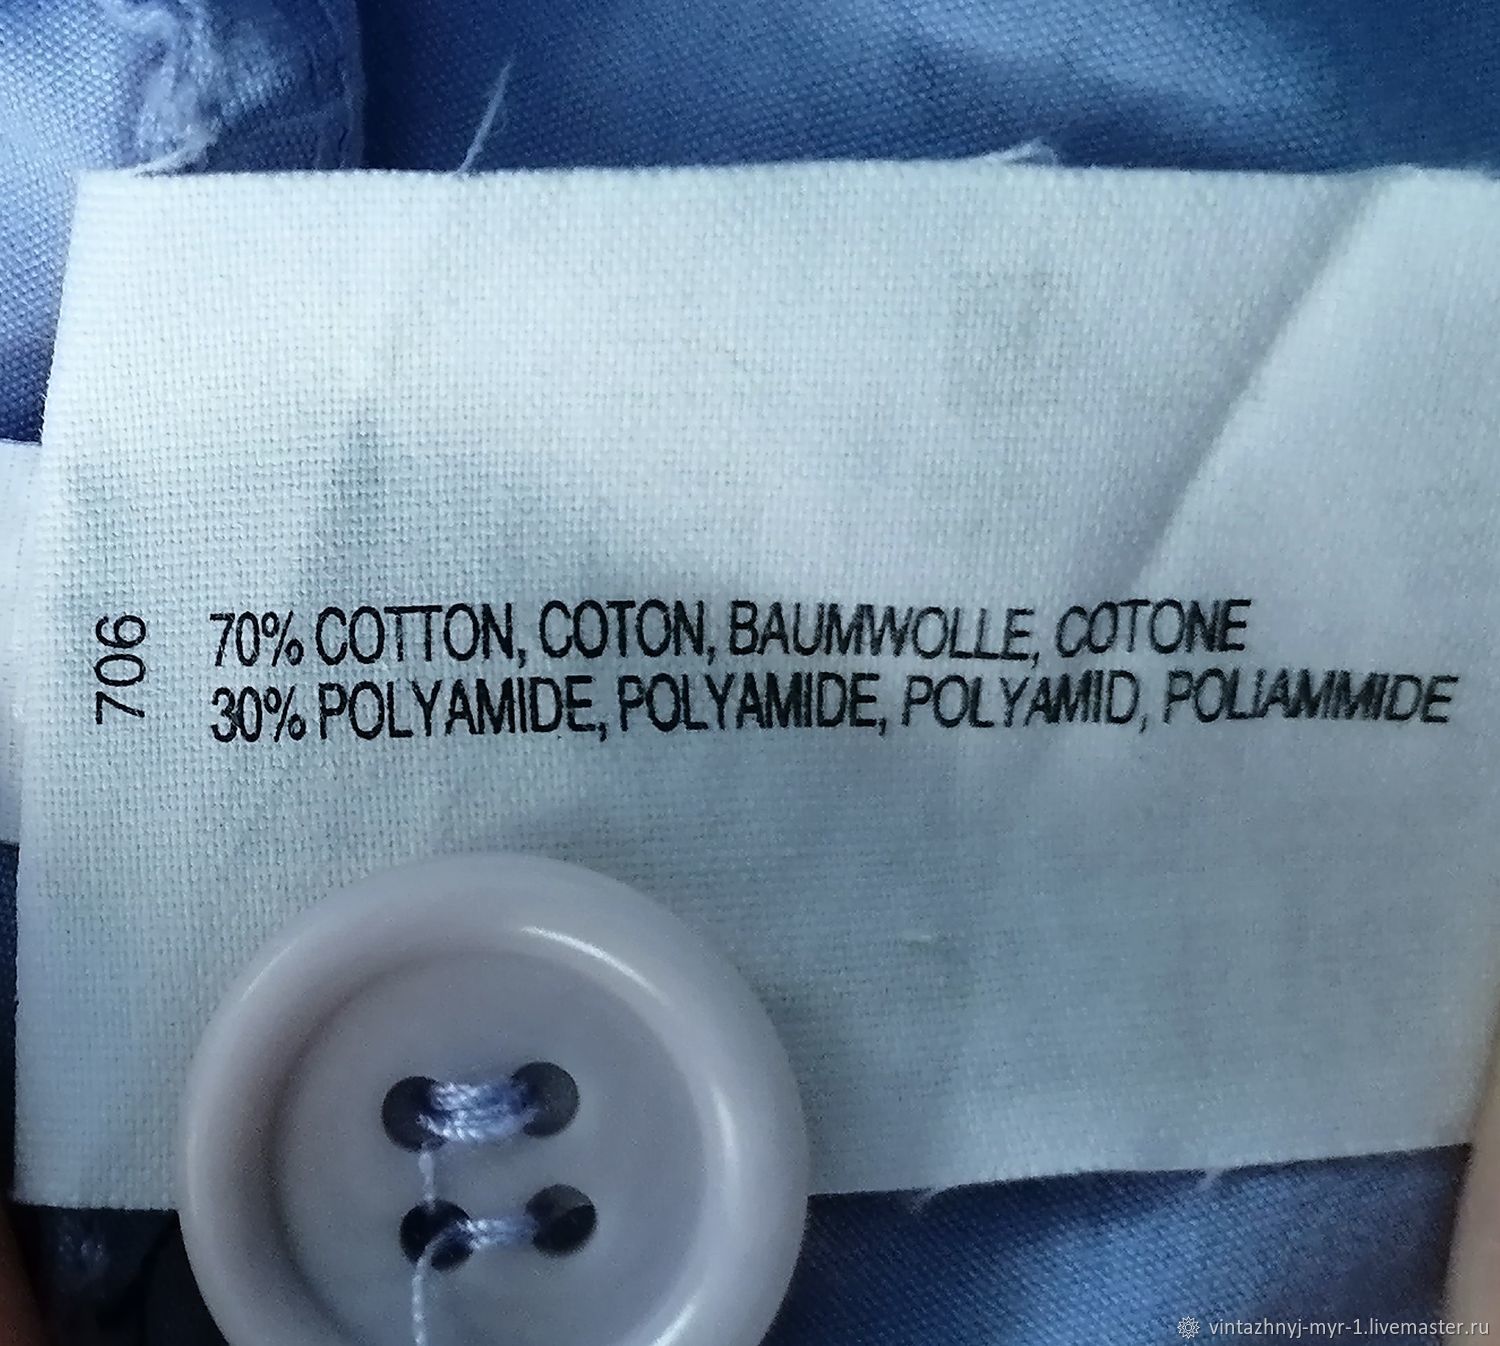 706
70% COTTON, COTON, BAUMWOLLE, COTONE
30% POLYAMIDE, POLYAMIDE, POLYAMID, POLIAMMIDE
vintazhnyj-myr-1.livemaster.ru